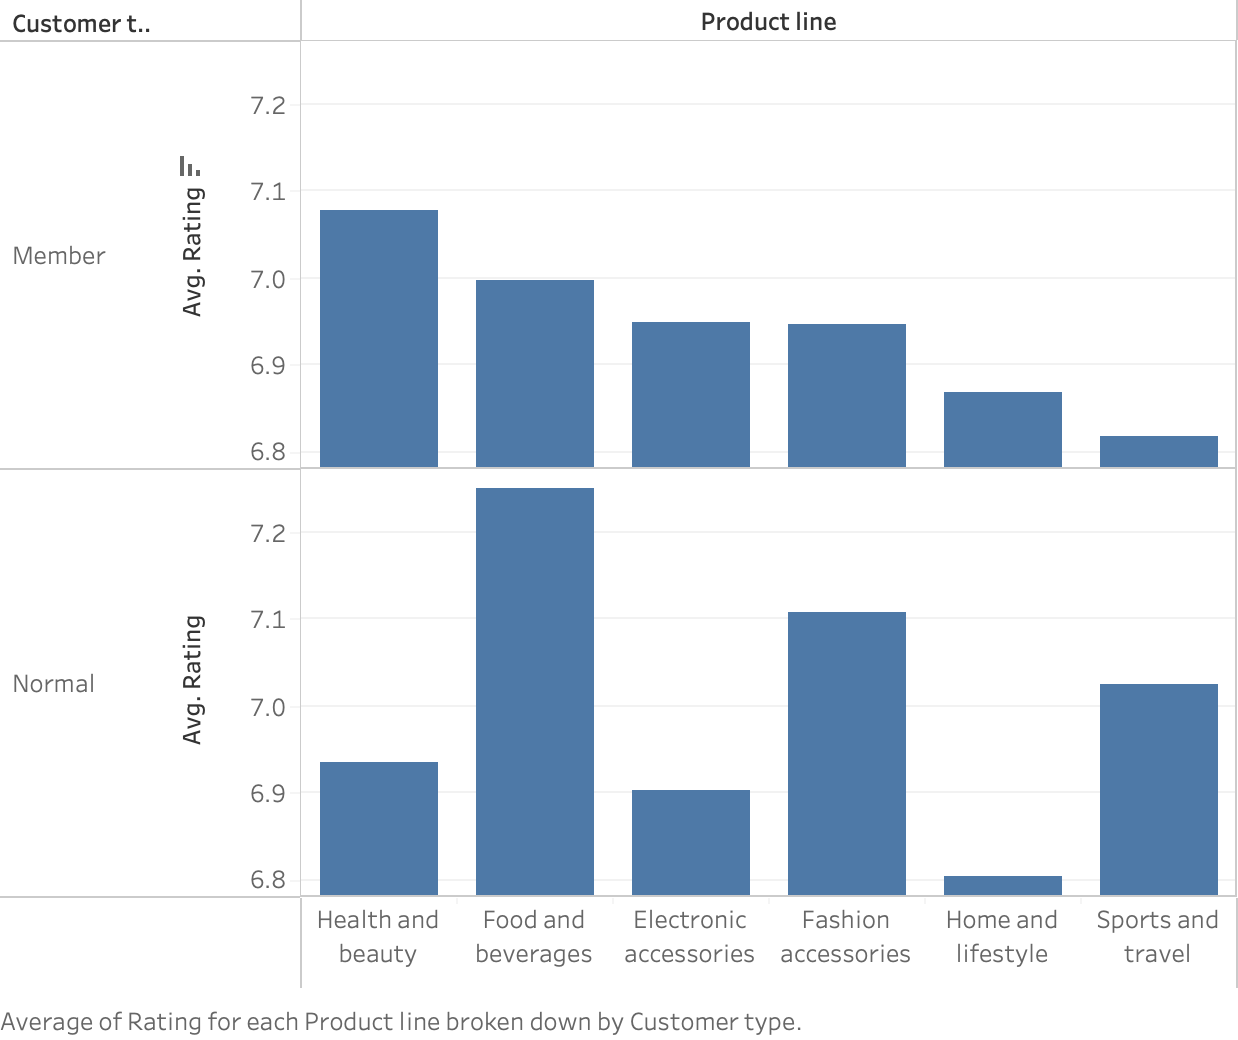 Customer t..
Product line
Member
Avg. Rating
7.2
7.1
7.0
6.9
6.8
Normal
Avg. Rating
7.2
7.1
7.0
6.9
6.8
Health and
beauty
Food and
beverages
Electronic
accessories
Fashion
accessories
Home and
lifestyle
Sports and
travel
Average of Rating for each Product line broken down by Customer type.